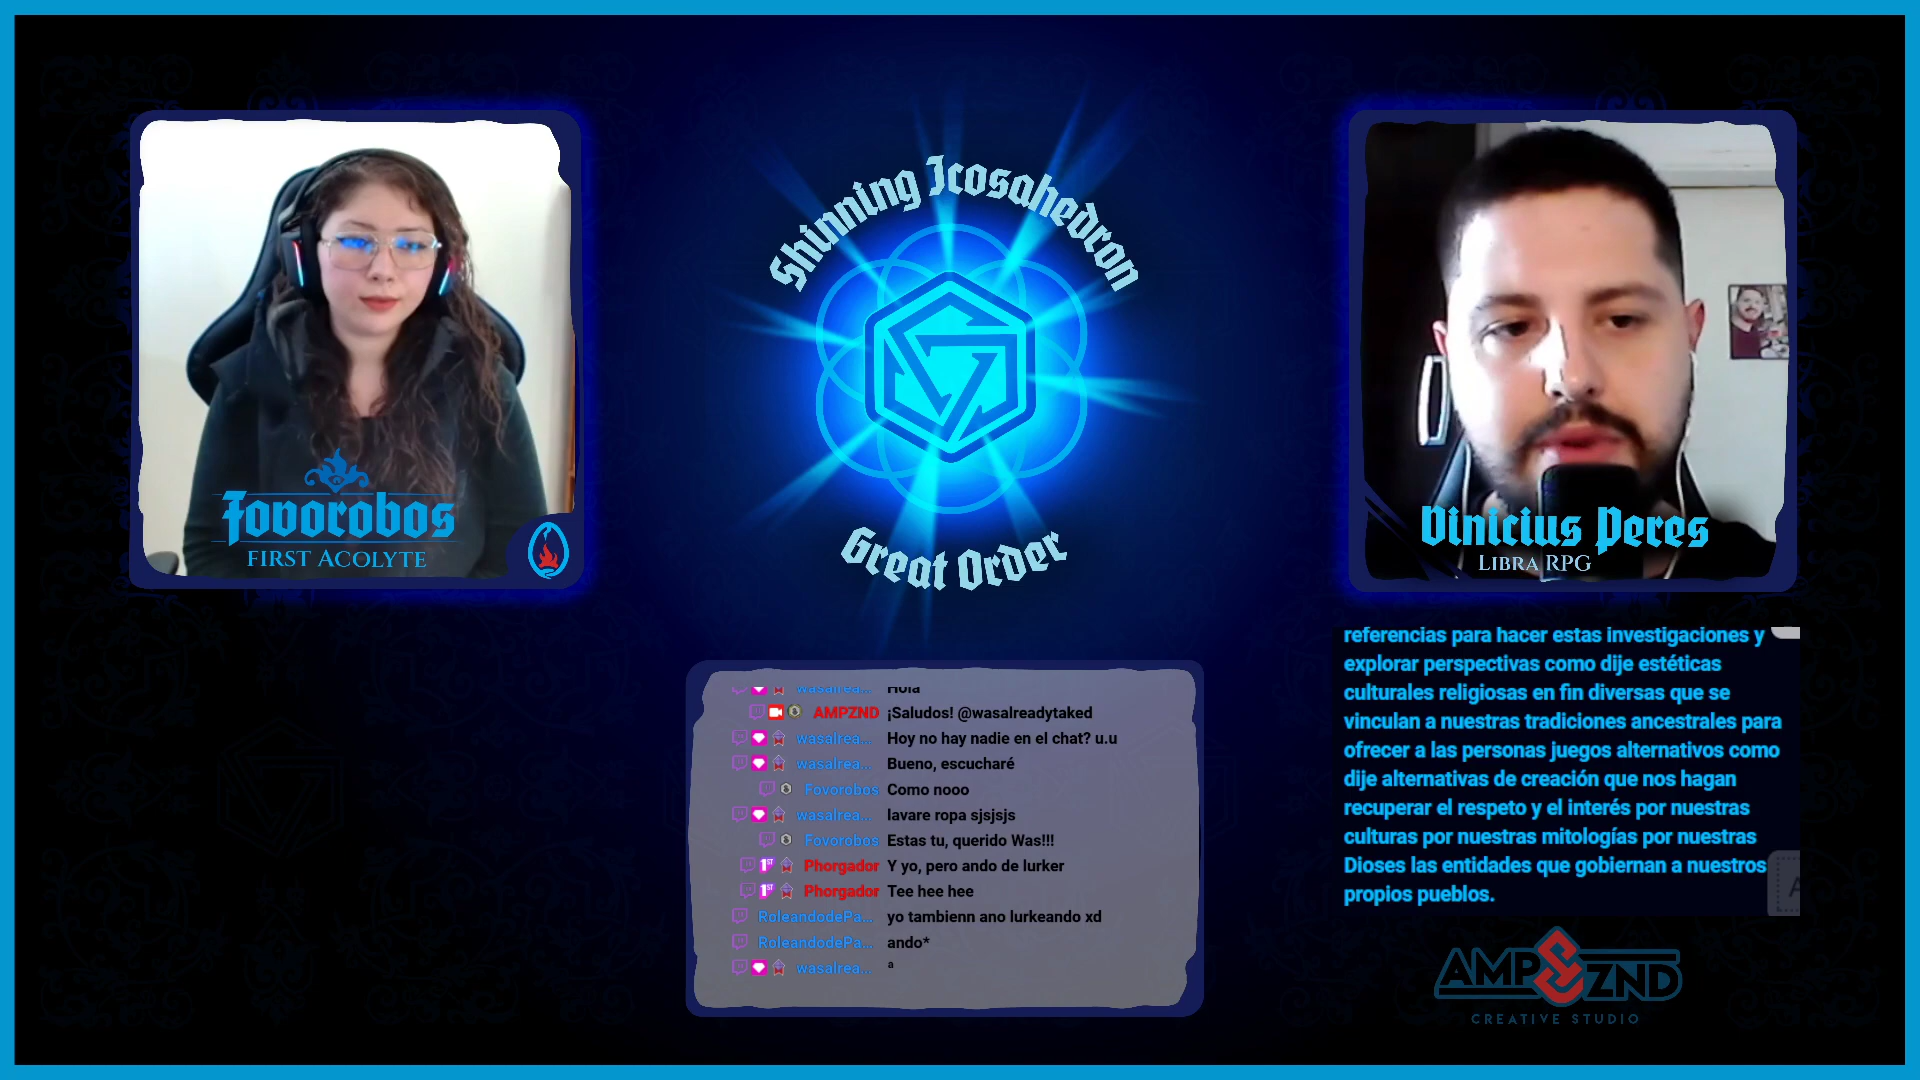 Shinning Icosahedron
Great Order
Fovorobos
FIRST ACOLYTE
Vinicius Peres
LIBRA RPG
wasalrea... Hola
AMPZND ¡Saludos! @wasalreadytaked
wasalrea... Hoy no hay nadie en el chat? u.u
wasalrea... Bueno, escucharé
Fovorobos Como nooo
wasalrea... lavare ropa sjsjsjs
Fovorobos Estas tu, querido Was!!!
1ST Phorgador Y yo, pero ando de lurker
1ST Phorgador Tee hee hee
RoleandodePa... yo tambienn ano lurkeando xd
RoleandodePa... ando*
wasalrea... a
referencias para hacer estas investigaciones y
explorar perspectivas como dije estéticas
culturales religiosas en fin diversas que se
vinculan a nuestras tradiciones ancestrales para
ofrecer a las personas juegos alternativos como
dije alternativas de creación que nos hagan
recuperar el respeto y el interés por nuestras
culturas por nuestras mitologías por nuestras
Dioses las entidades que gobiernan a nuestros
propios pueblos.
AMPZND
CREATIVE STUDIO